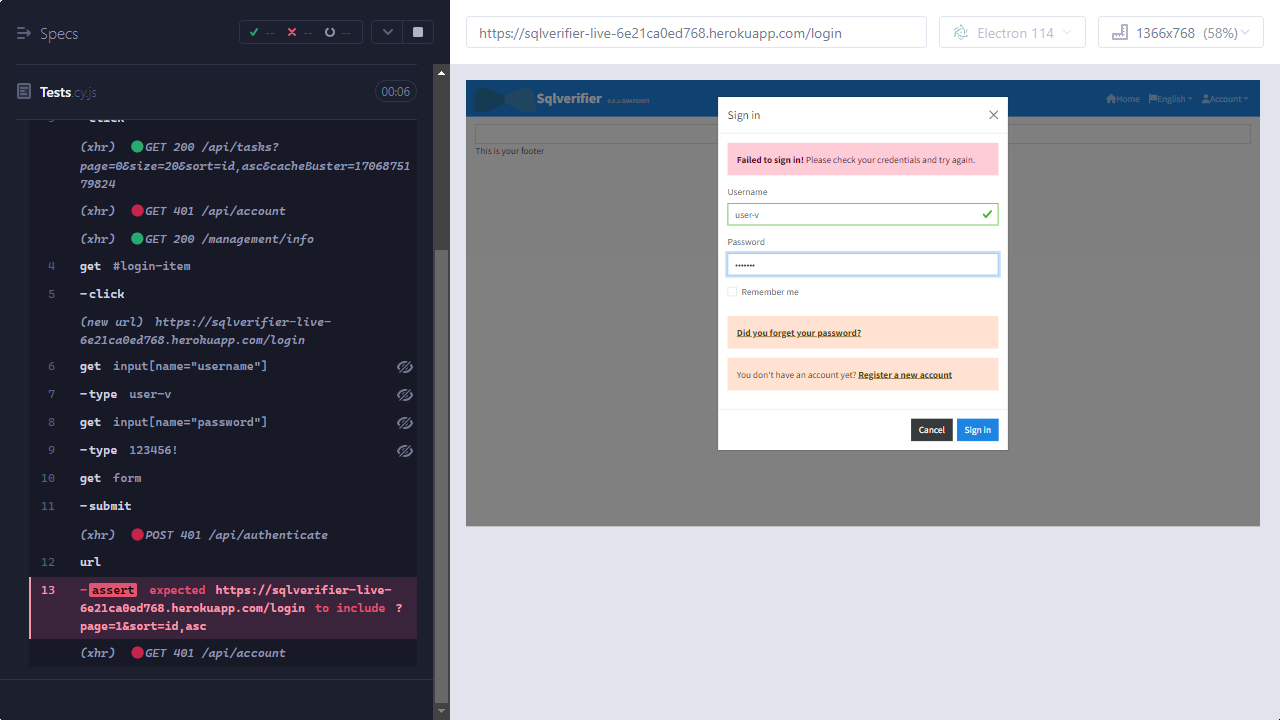 Specs
-- -- --
Tests cy.js
00:06
- click
(xhr) GET 200 /api/tasks?
page=0&size=20&sort=id,asc&cacheBuster=17068751
79824
(xhr) GET 401 /api/account
(xhr) GET 200 /management/info
4 get #login-item
5 -click
(new url) https://sqlverifier-live-
6e21ca0ed768.herokuapp.com/login
6 get input[name="username"]
7 -type user-v
8 get input[name="password"]
9 -type 123456!
10 get form
11 -submit
(xhr) POST 401 /api/authenticate
12 url
13 -assert expected https://sqlverifier-live-
6e21ca0ed768.herokuapp.com/login to include ?
page=1&sort=id,asc
(xhr) GET 401 /api/account
https://sqlverifier-live-6e21ca0ed768.herokuapp.com/login
Electron 114
1366x768 (58%)
Sqlverifier 0.0.1-SNAPSHOT
Home English Account
This is your footer
Sign in
Failed to sign in! Please check your credentials and try again.
Username
user-v
Password
•••••••
Remember me
Did you forget your password?
You don't have an account yet? Register a new account
Cancel Sign in